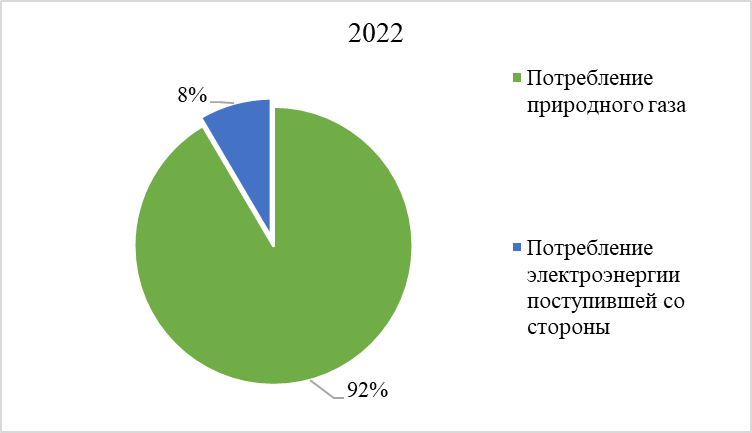 2022
8%
92%
Потребление
природного газа
Потребление
электроэнергии
поступившей со
стороны